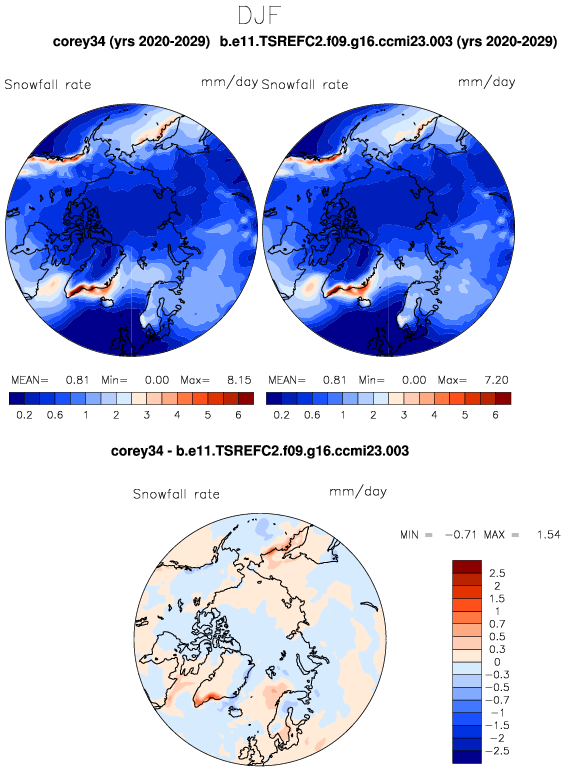 DJF
corey34 (yrs 2020-2029) b.e11.TSREFC2.f09.g16.ccmi23.003 (yrs 2020-2029)
Snowfall rate mm/day Snowfall rate mm/day
MEAN= 0.81 Min= 0.00 Max= 8.15 MEAN= 0.81 Min= 0.00 Max= 7.20
0.2 0.6 1 2 3 4 5 6 0.2 0.6 1 2 3 4 5 6
corey34 - b.e11.TSREFC2.f09.g16.ccmi23.003
Snowfall rate mm/day
MIN = -0.71 MAX = 1.54
2.5
2
1.5
1
0.7
0.5
0.3
0
-0.3
-0.5
-0.7
-1
-1.5
-2
-2.5